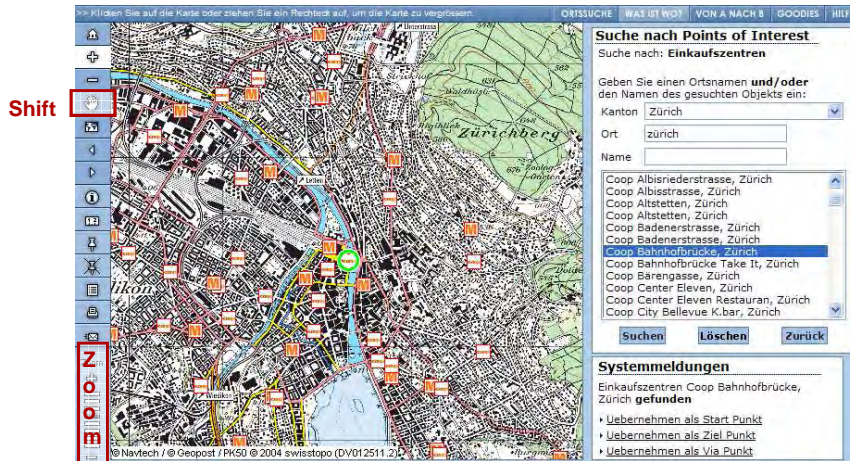 >> Klicken Sie auf die Karte oder ziehen Sie ein Rechteck auf, um die Karte zu vergrössern.
ORTSSUCHE WAS IST WO? VON A NACH B GOODIES HILF
Shift
Zoom
Unterstrass
Zürichberg
Letten
Wiedikon
© Navtech / © Geopost / PK50 © 2004 swisstopo (DV012511.2)
Suche nach Points of Interest
Suche nach: Einkaufszentren
Geben Sie einen Ortsnamen und/oder
den Namen des gesuchten Objekts ein:
Kanton Zürich
Ort zürich
Name
Coop Albisriederstrasse, Zürich
Coop Albisstrasse, Zürich
Coop Altstetten, Zürich
Coop Altstetten, Zürich
Coop Badenerstrasse, Zürich
Coop Badenerstrasse, Zürich
Coop Bahnhofbrücke, Zürich
Coop Bahnhofbrücke Take It, Zürich
Coop Bärengasse, Zürich
Coop Center Eleven, Zürich
Coop Center Eleven Restauran, Zürich
Coop City Bellevue K.bar, Zürich
Suchen Löschen Zurück
Systemmeldungen
Einkaufszentren Coop Bahnhofbrücke,
Zürich gefunden
Uebernehmen als Start Punkt
Uebernehmen als Ziel Punkt
Uebernehmen als Via Punkt